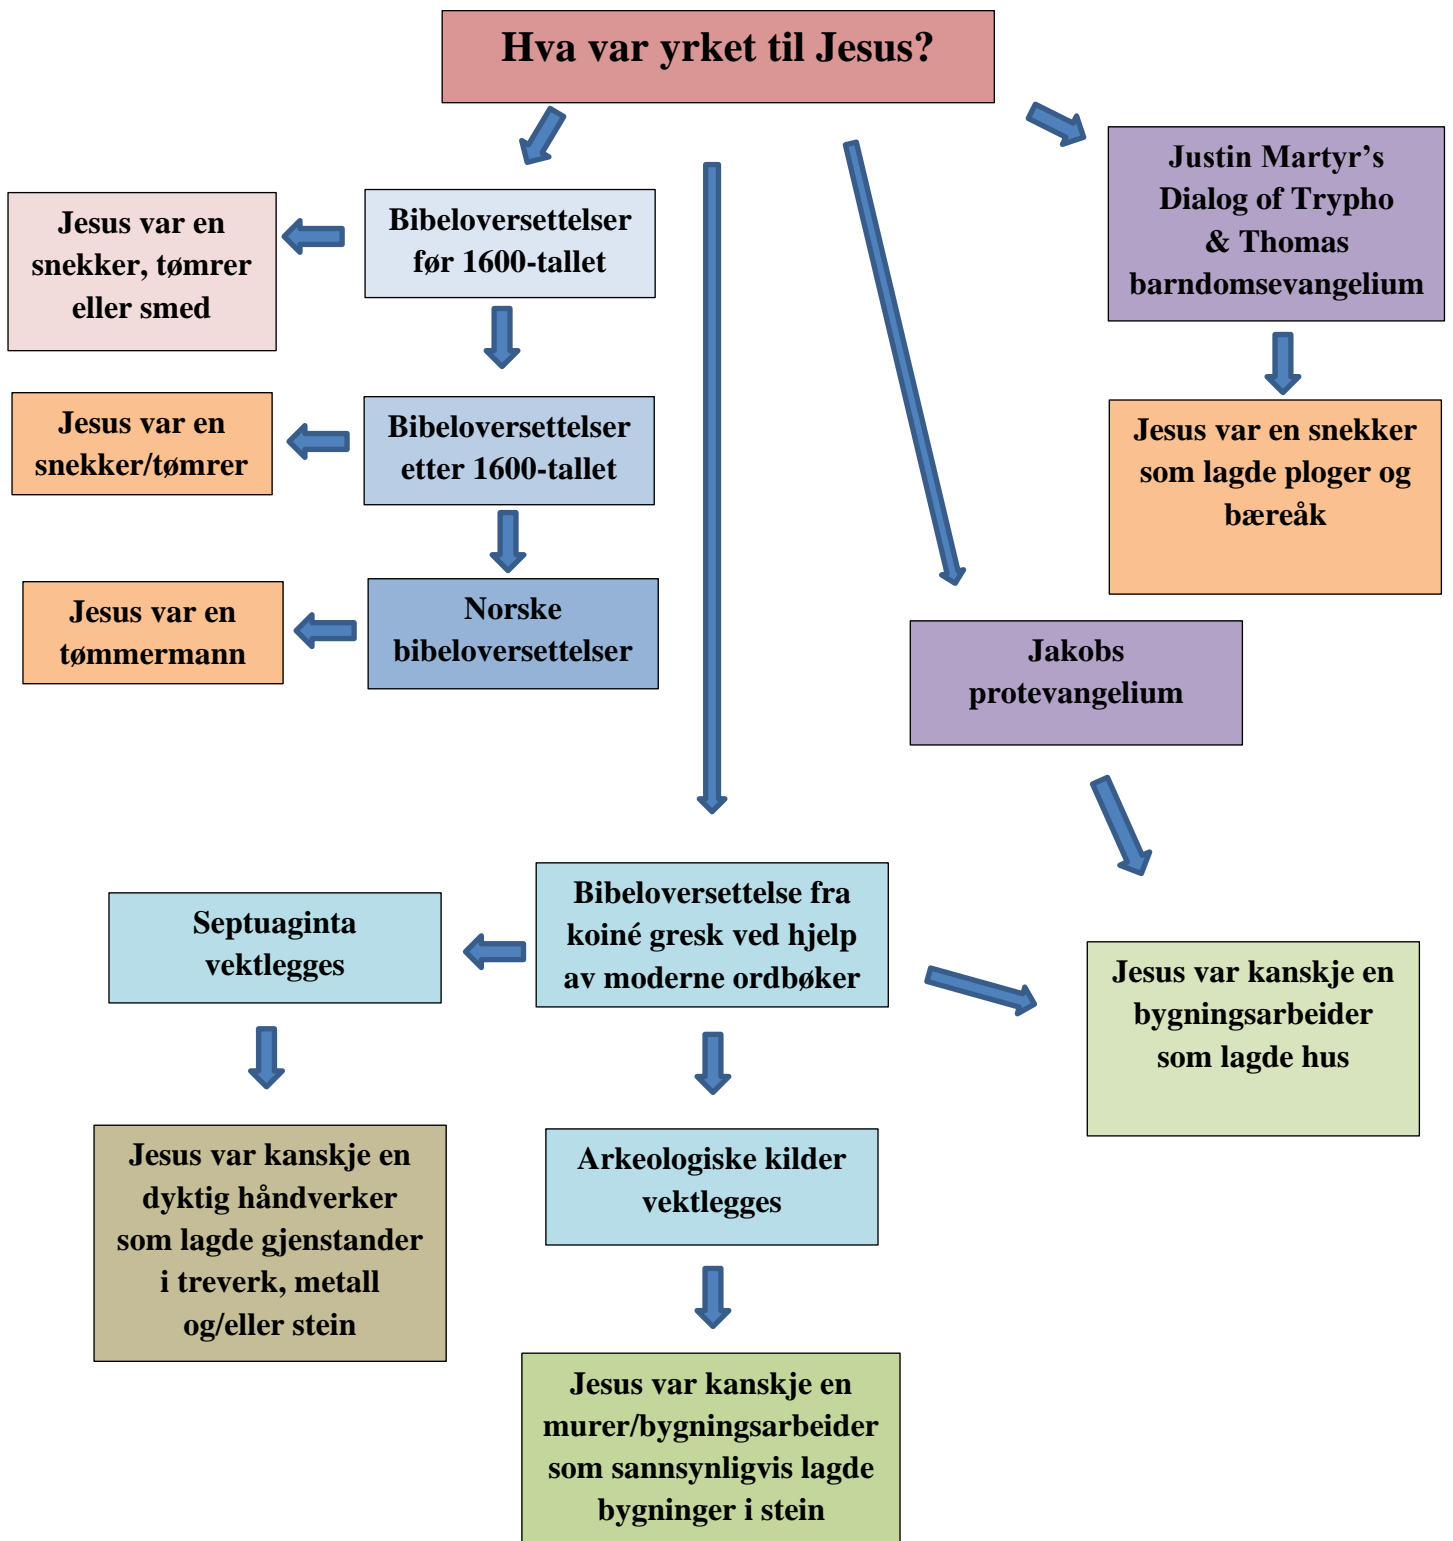 Hva var yrket til Jesus?
Justin Martyr’s
Dialog of Trypho
& Thomas
barndomsevangelium
Jesus var en
snekker, tømrer
eller smed
Bibeloversettelser
før 1600-tallet
Jesus var en
snekker/tømrer
Bibeloversettelser
etter 1600-tallet
Jesus var en snekker
som lagde ploger og
bæreåk
Jesus var en
tømmermann
Norske
bibeloversettelser
Jakobs
protevangelium
Septuaginta
vektlegges
Bibeloversettelse fra
koiné gresk ved hjelp
av moderne ordbøker
Jesus var kanskje en
bygningsarbeider
som lagde hus
Jesus var kanskje en
dyktig håndverker
som lagde gjenstander
i treverk, metall
og/eller stein
Arkeologiske kilder
vektlegges
Jesus var kanskje en
murer/bygningsarbeider
som sannsynligvis lagde
bygninger i stein